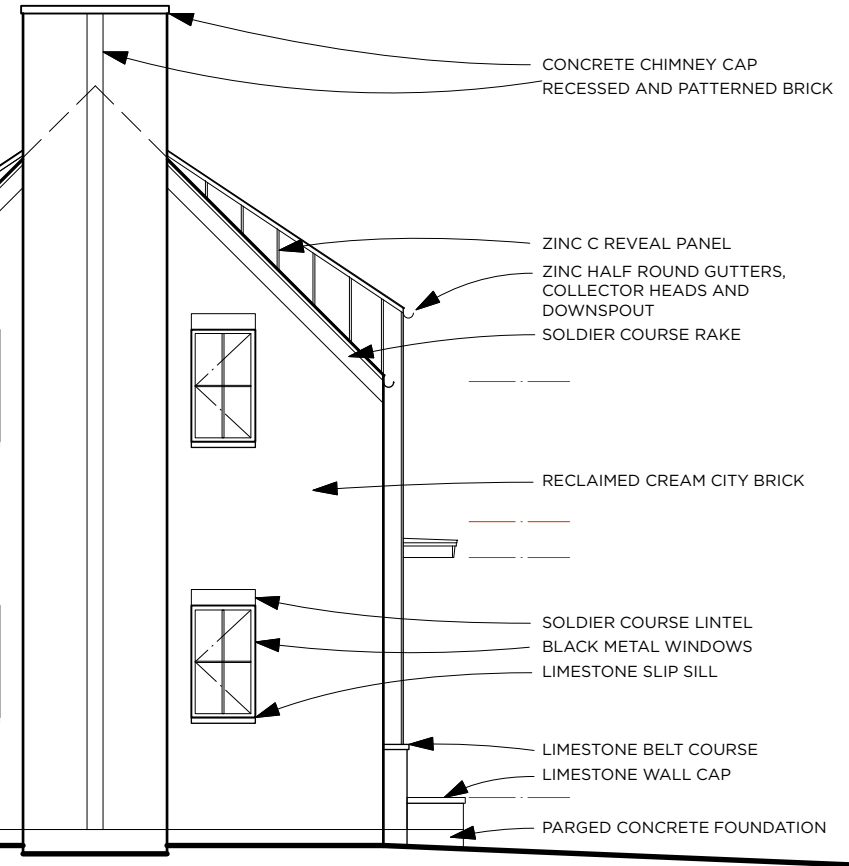 CONCRETE CHIMNEY CAP
RECESSED AND PATTERNED BRICK
ZINC C REVEAL PANEL
ZINC HALF ROUND GUTTERS,
COLLECTOR HEADS AND
DOWNSPOUT
SOLDIER COURSE RAKE
RECLAIMED CREAM CITY BRICK
SOLDIER COURSE LINTEL
BLACK METAL WINDOWS
LIMESTONE SLIP SILL
LIMESTONE BELT COURSE
LIMESTONE WALL CAP
PARGED CONCRETE FOUNDATION